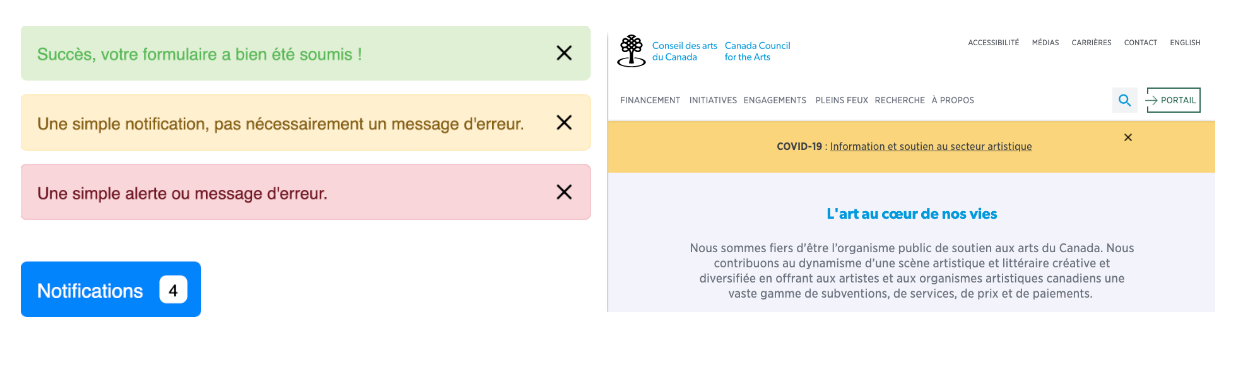 Succès, votre formulaire a bien été soumis !
Une simple notification, pas nécessairement un message d'erreur.
Une simple alerte ou message d'erreur.
Notifications 4
Conseil des arts du Canada
Canada Council for the Arts
ACCESSIBILITÉ MÉDIAS CARRIÈRES CONTACT ENGLISH
FINANCEMENT INITIATIVES ENGAGEMENTS PLEINS FEUX RECHERCHE À PROPOS
PORTAIL
COVID-19 : Information et soutien au secteur artistique
L'art au cœur de nos vies
Nous sommes fiers d'être l'organisme public de soutien aux arts du Canada. Nous
contribuons au dynamisme d'une scène artistique et littéraire créative et
diversifiée en offrant aux artistes et aux organismes artistiques canadiens une
vaste gamme de subventions, de services, de prix et de paiements.